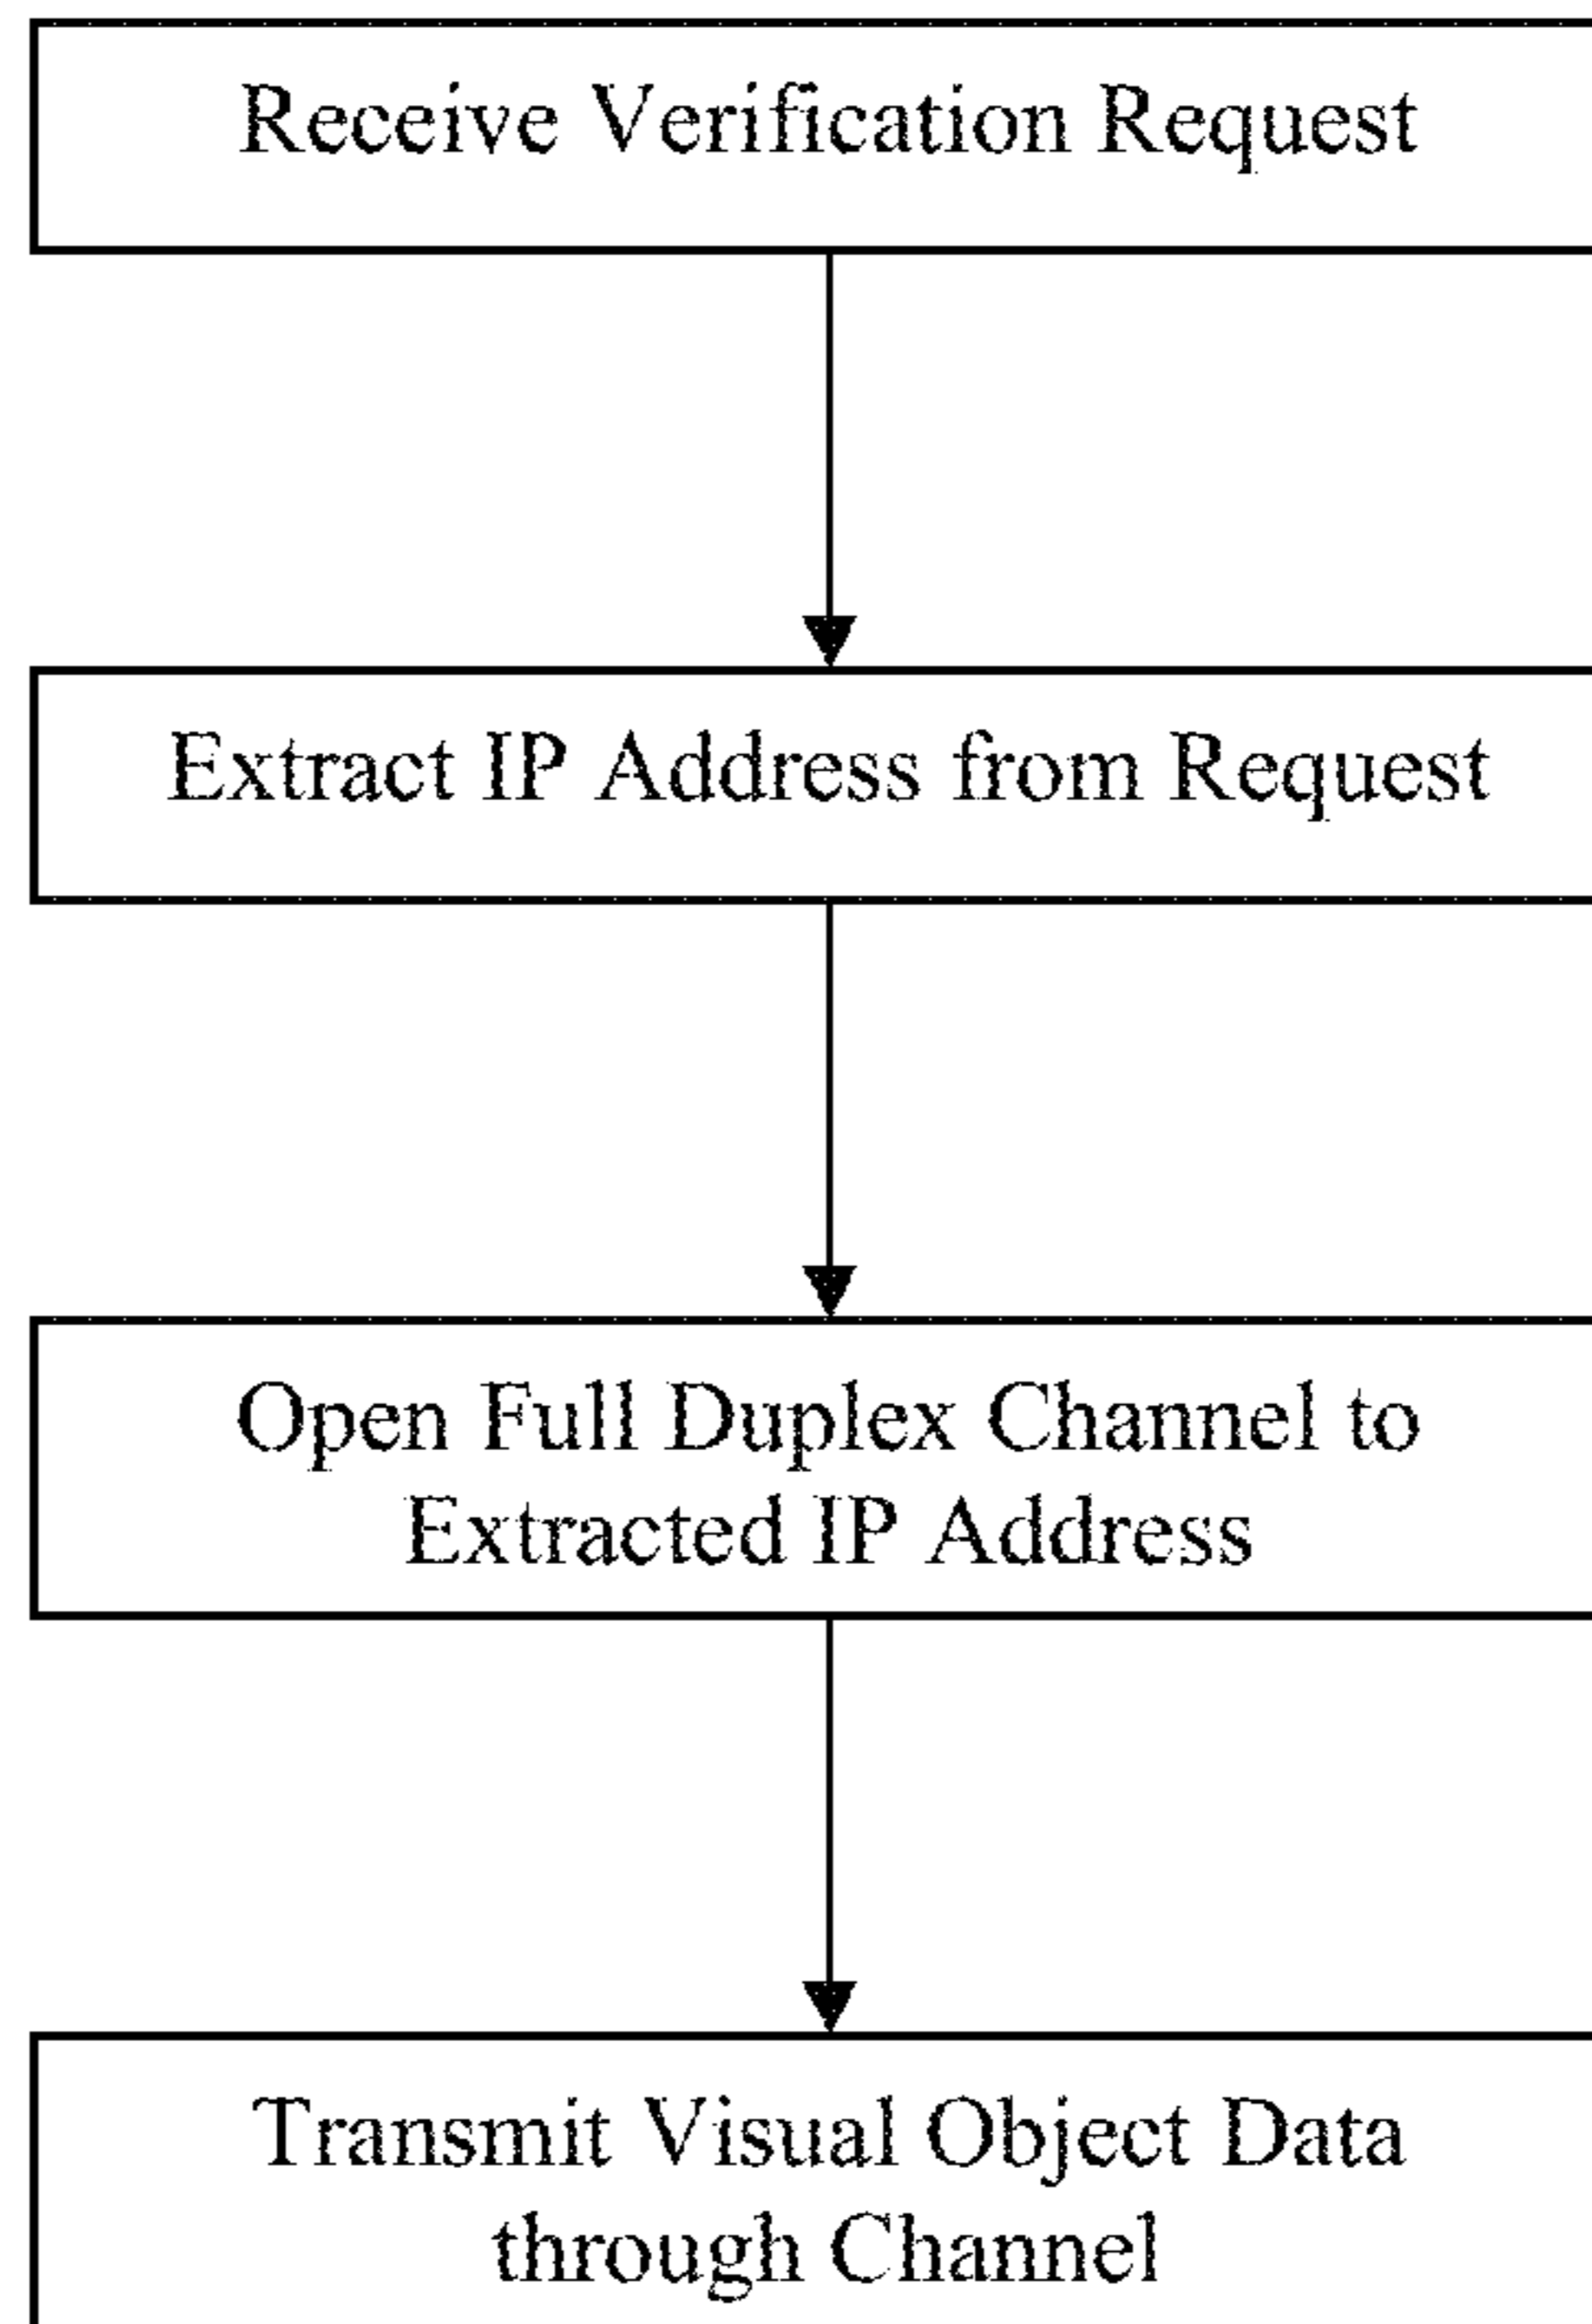 Receive Verification Request
Extract IP Address from Request
Open Full Duplex Channel to
Extracted IP Address
Transmit Visual Object Data
through Channel